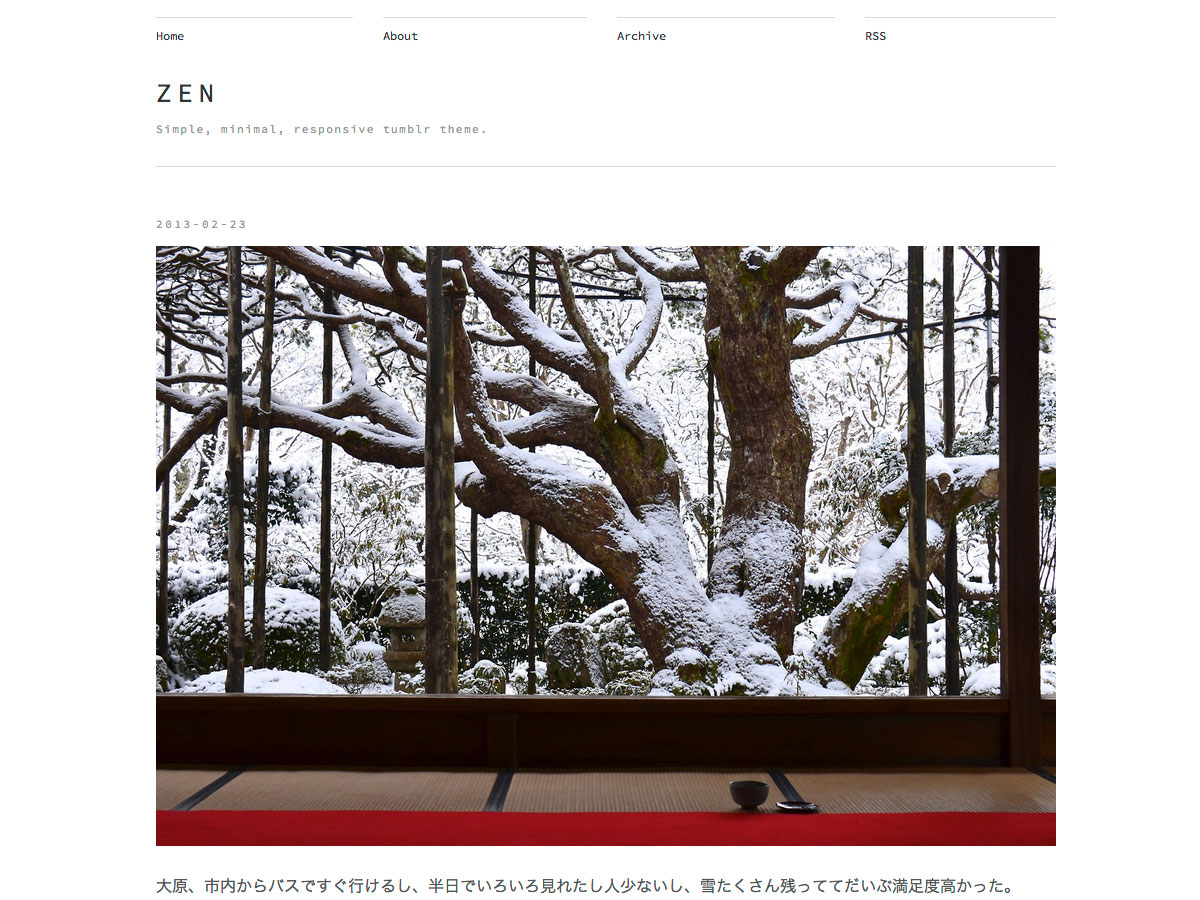 Home
About
Archive
RSS
ZEN
Simple, minimal, responsive tumblr theme.
2013-02-23
大原、市内からバスですぐ行けるし、半日でいろいろ見れたし人少ないし、雪たくさん残っててだいぶ満足度高かった。